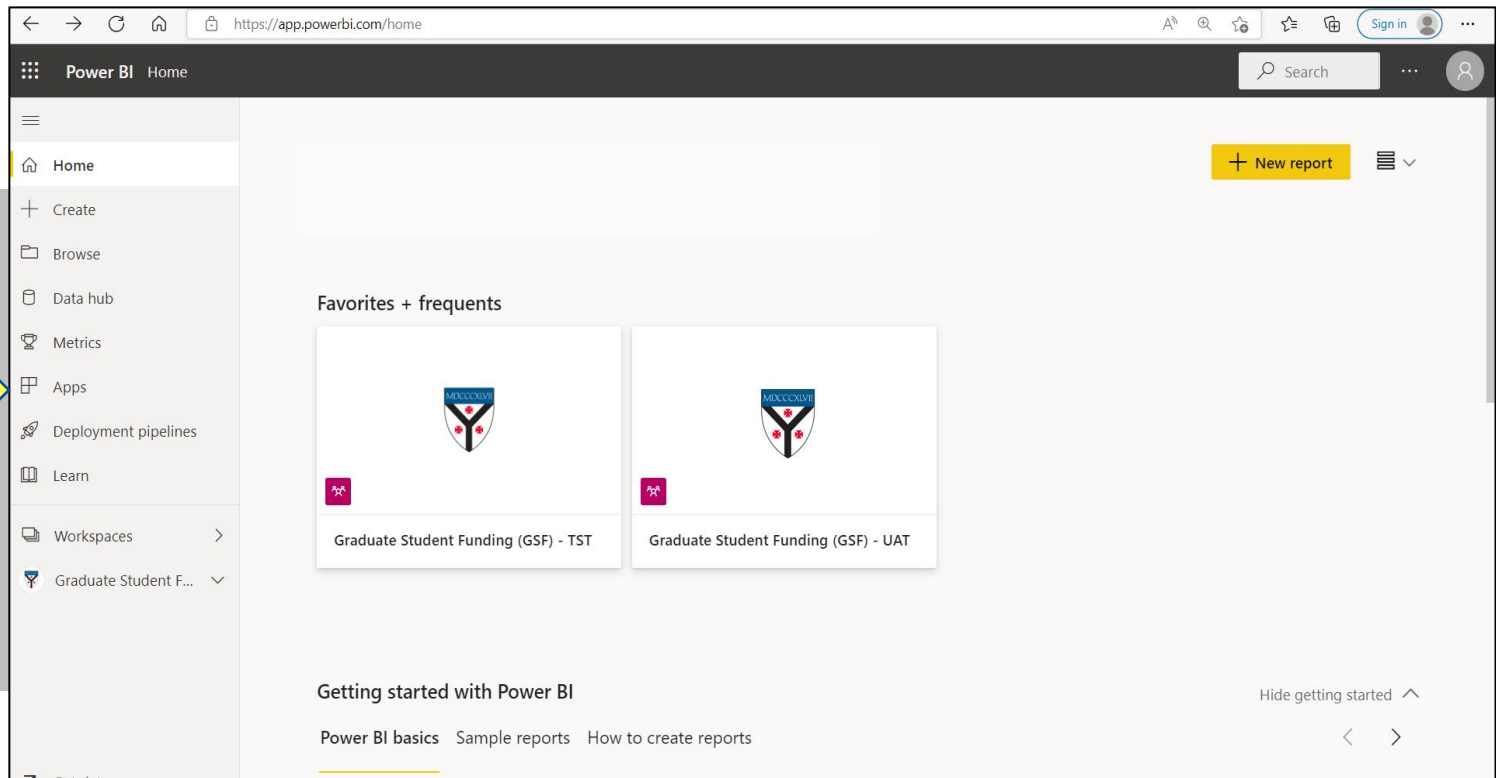 https://app.powerbi.com/home
Sign in
Power BI Home
Search
Home
Create
Browse
Data hub
Metrics
Apps
Deployment pipelines
Learn
Workspaces
Graduate Student F...
New report
Favorites + frequents
MDCCCXLVII
MDCCCXLVII
Graduate Student Funding (GSF) - TST
Graduate Student Funding (GSF) - UAT
Getting started with Power BI
Hide getting started
Power BI basics Sample reports How to create reports